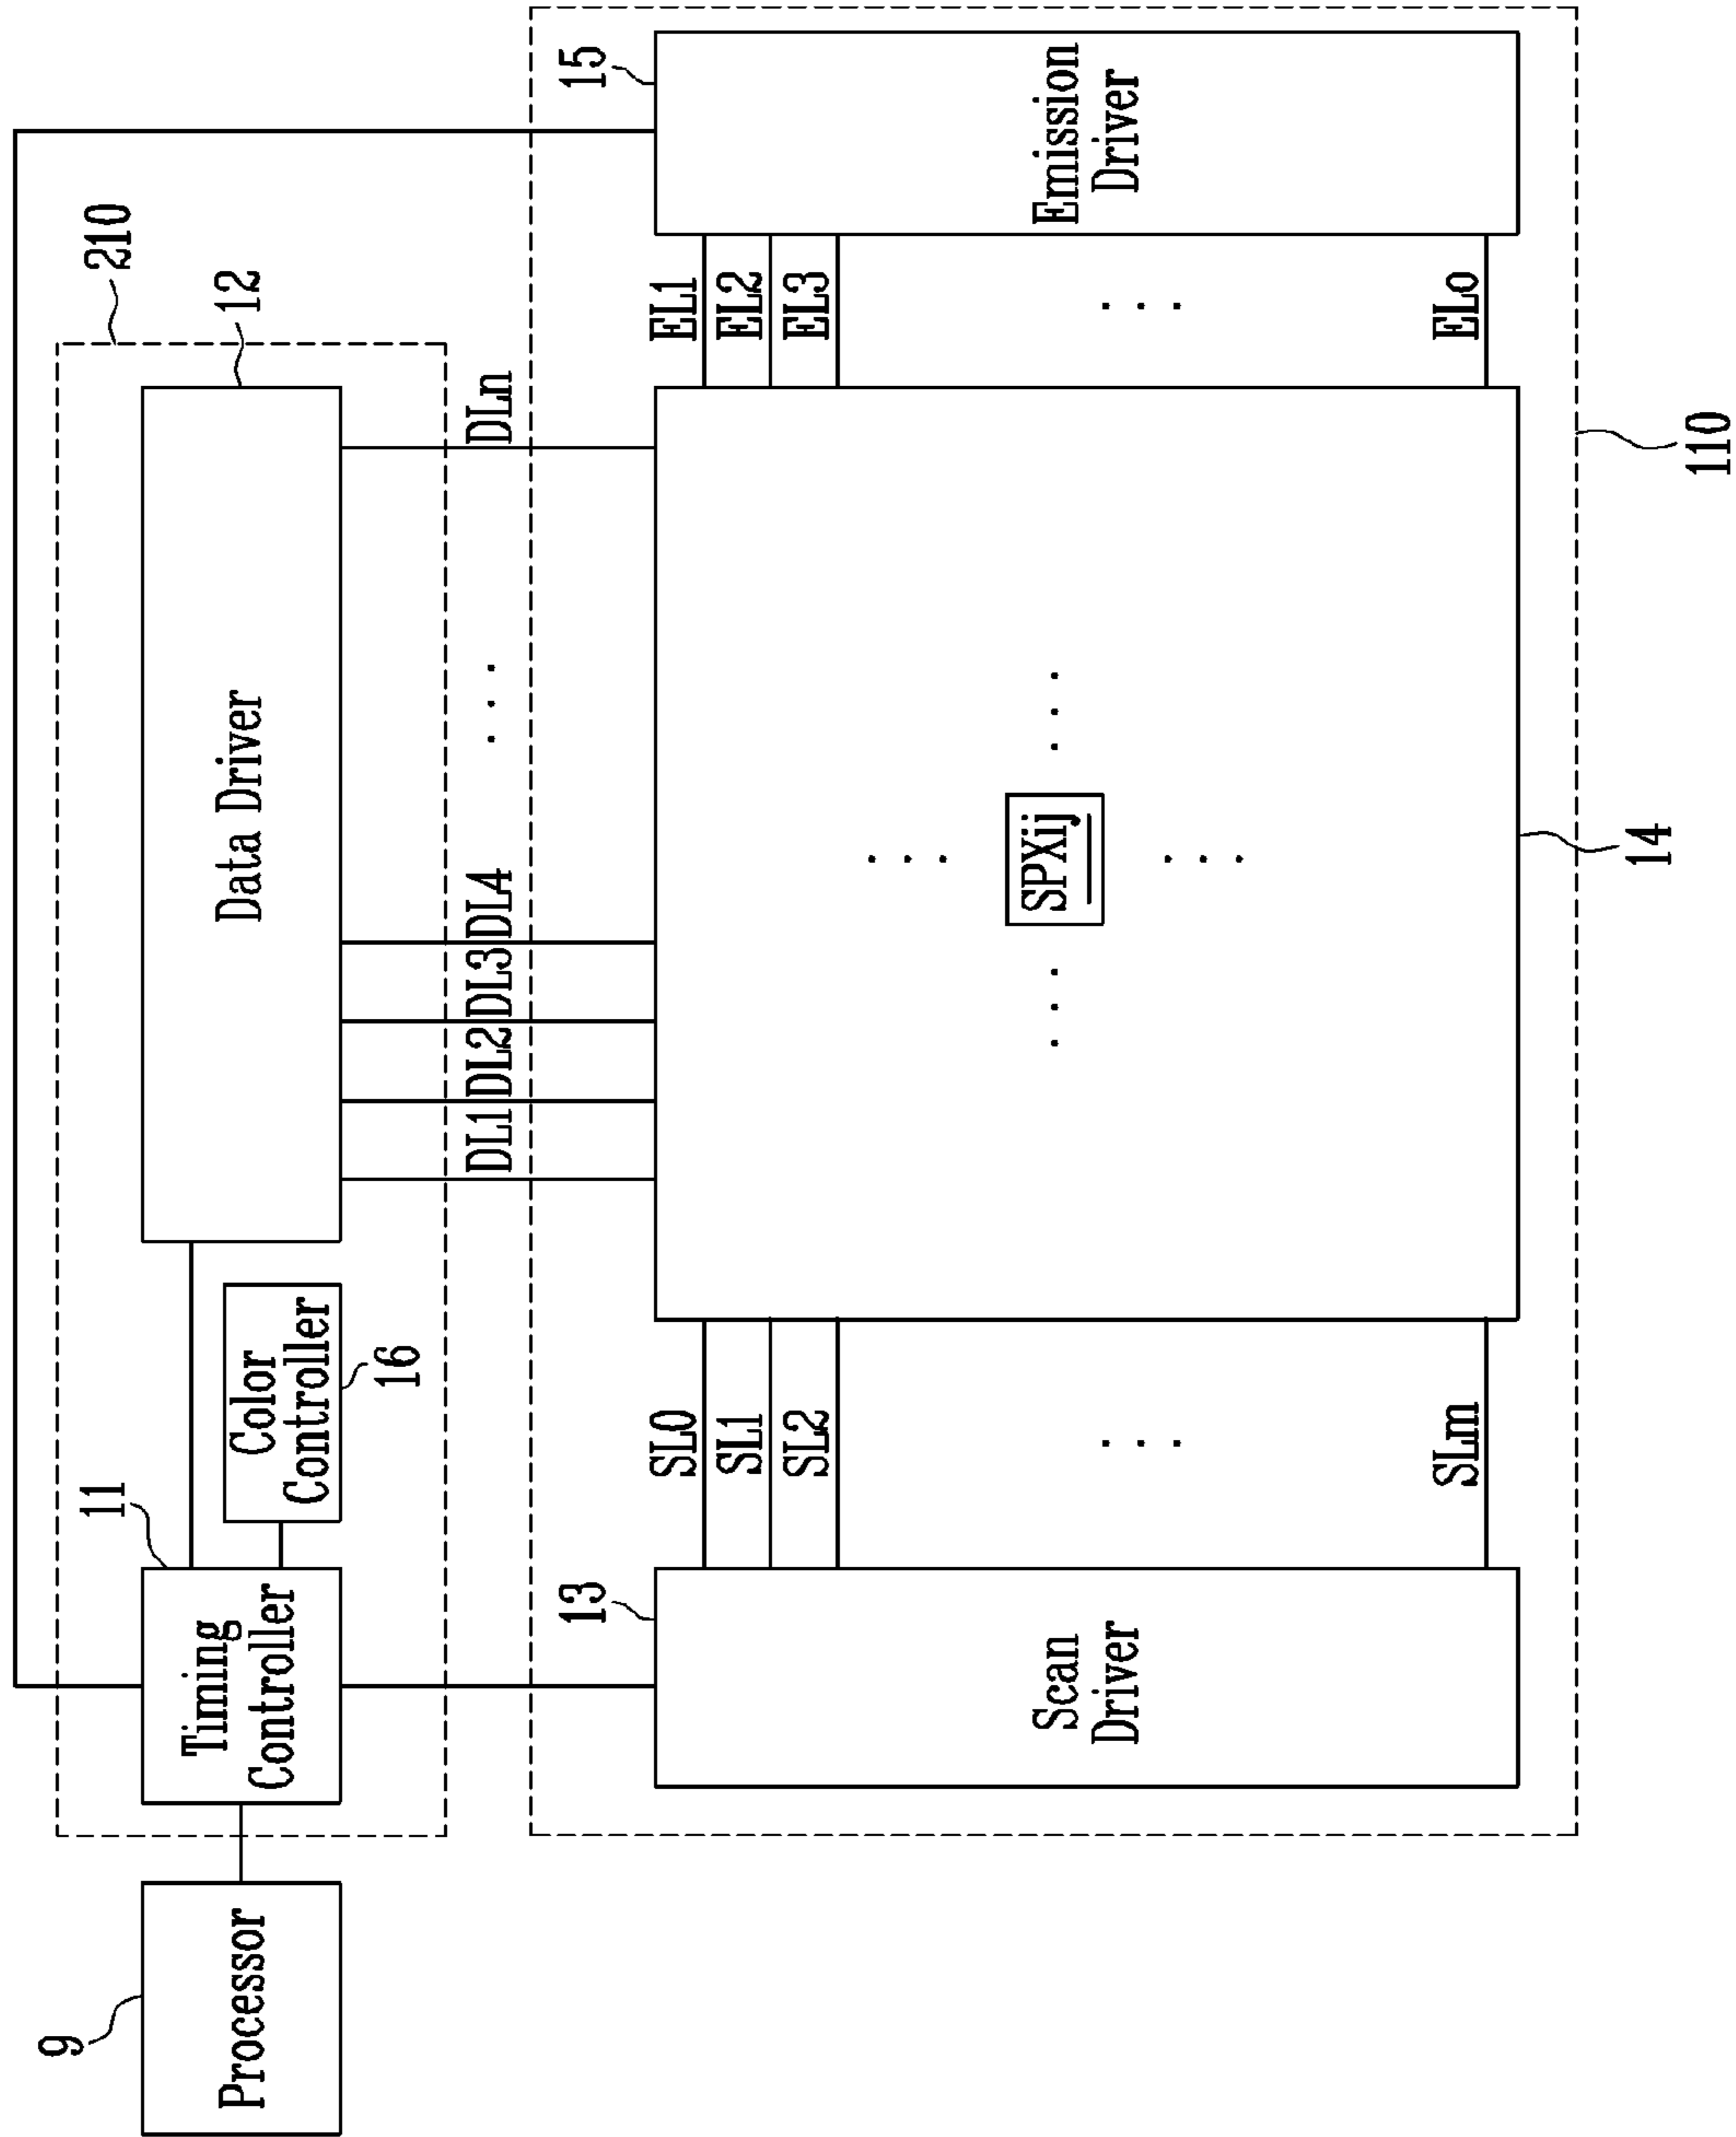 210
9
11
12
Processor
Timing
Controller
Color
Controller
16
Data Driver
DL1
DL2
DL3
DL4
DLn
13
15
Scan
Driver
SL0
SL1
SL2
SLm
SPXij
EL1
EL2
EL3
ELo
Emission
Driver
14
110